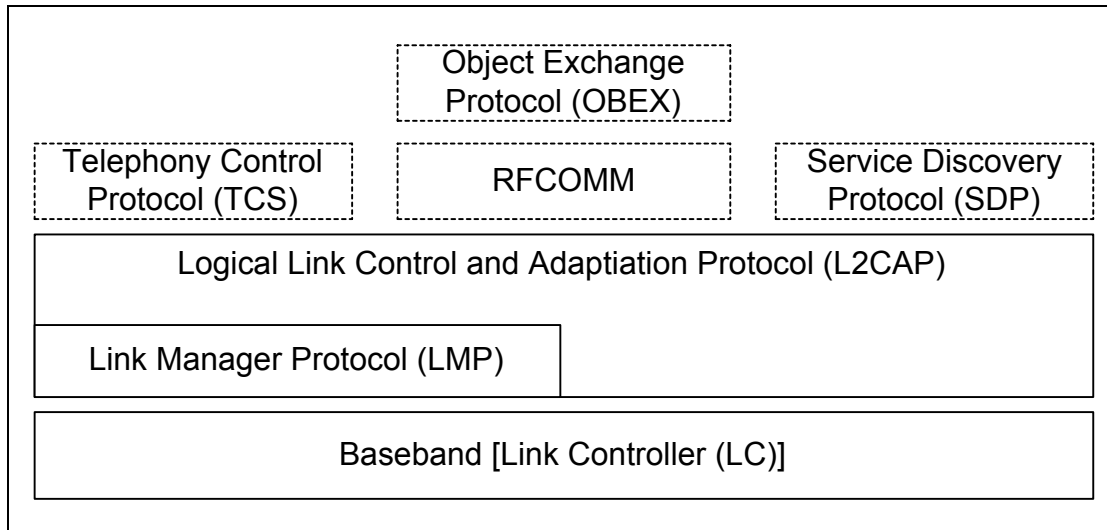 Object Exchange
Protocol (OBEX)
Telephony Control
Protocol (TCS)
RFCOMM
Service Discovery
Protocol (SDP)
Logical Link Control and Adaptiation Protocol (L2CAP)
Link Manager Protocol (LMP)
Baseband [Link Controller (LC)]